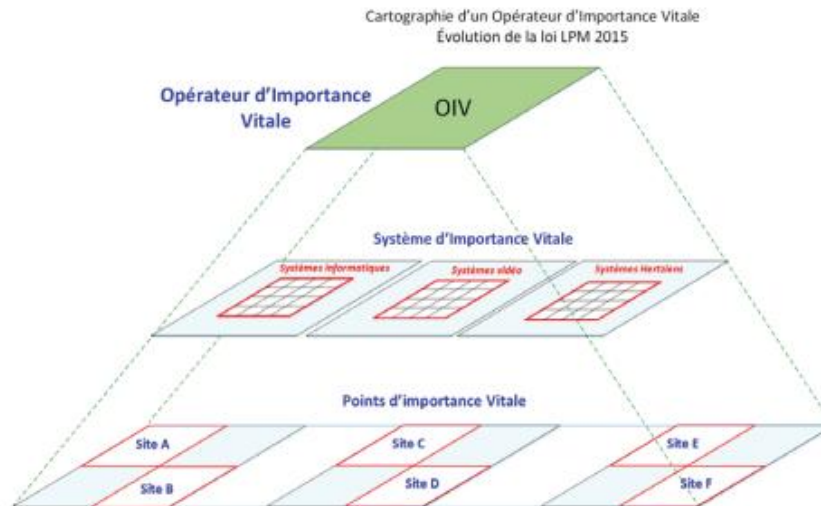 Cartographie d'un Opérateur d'Importance Vitale
Évolution de la loi LPM 2015
Opérateur d'Importance
Vitale
OIV
Système d'Importance Vitale
Systèmes informatiques
Systèmes vidéo
Systèmes Hertziens
Points d'importance Vitale
Site A
Site C
Site E
Site B
Site D
Site F